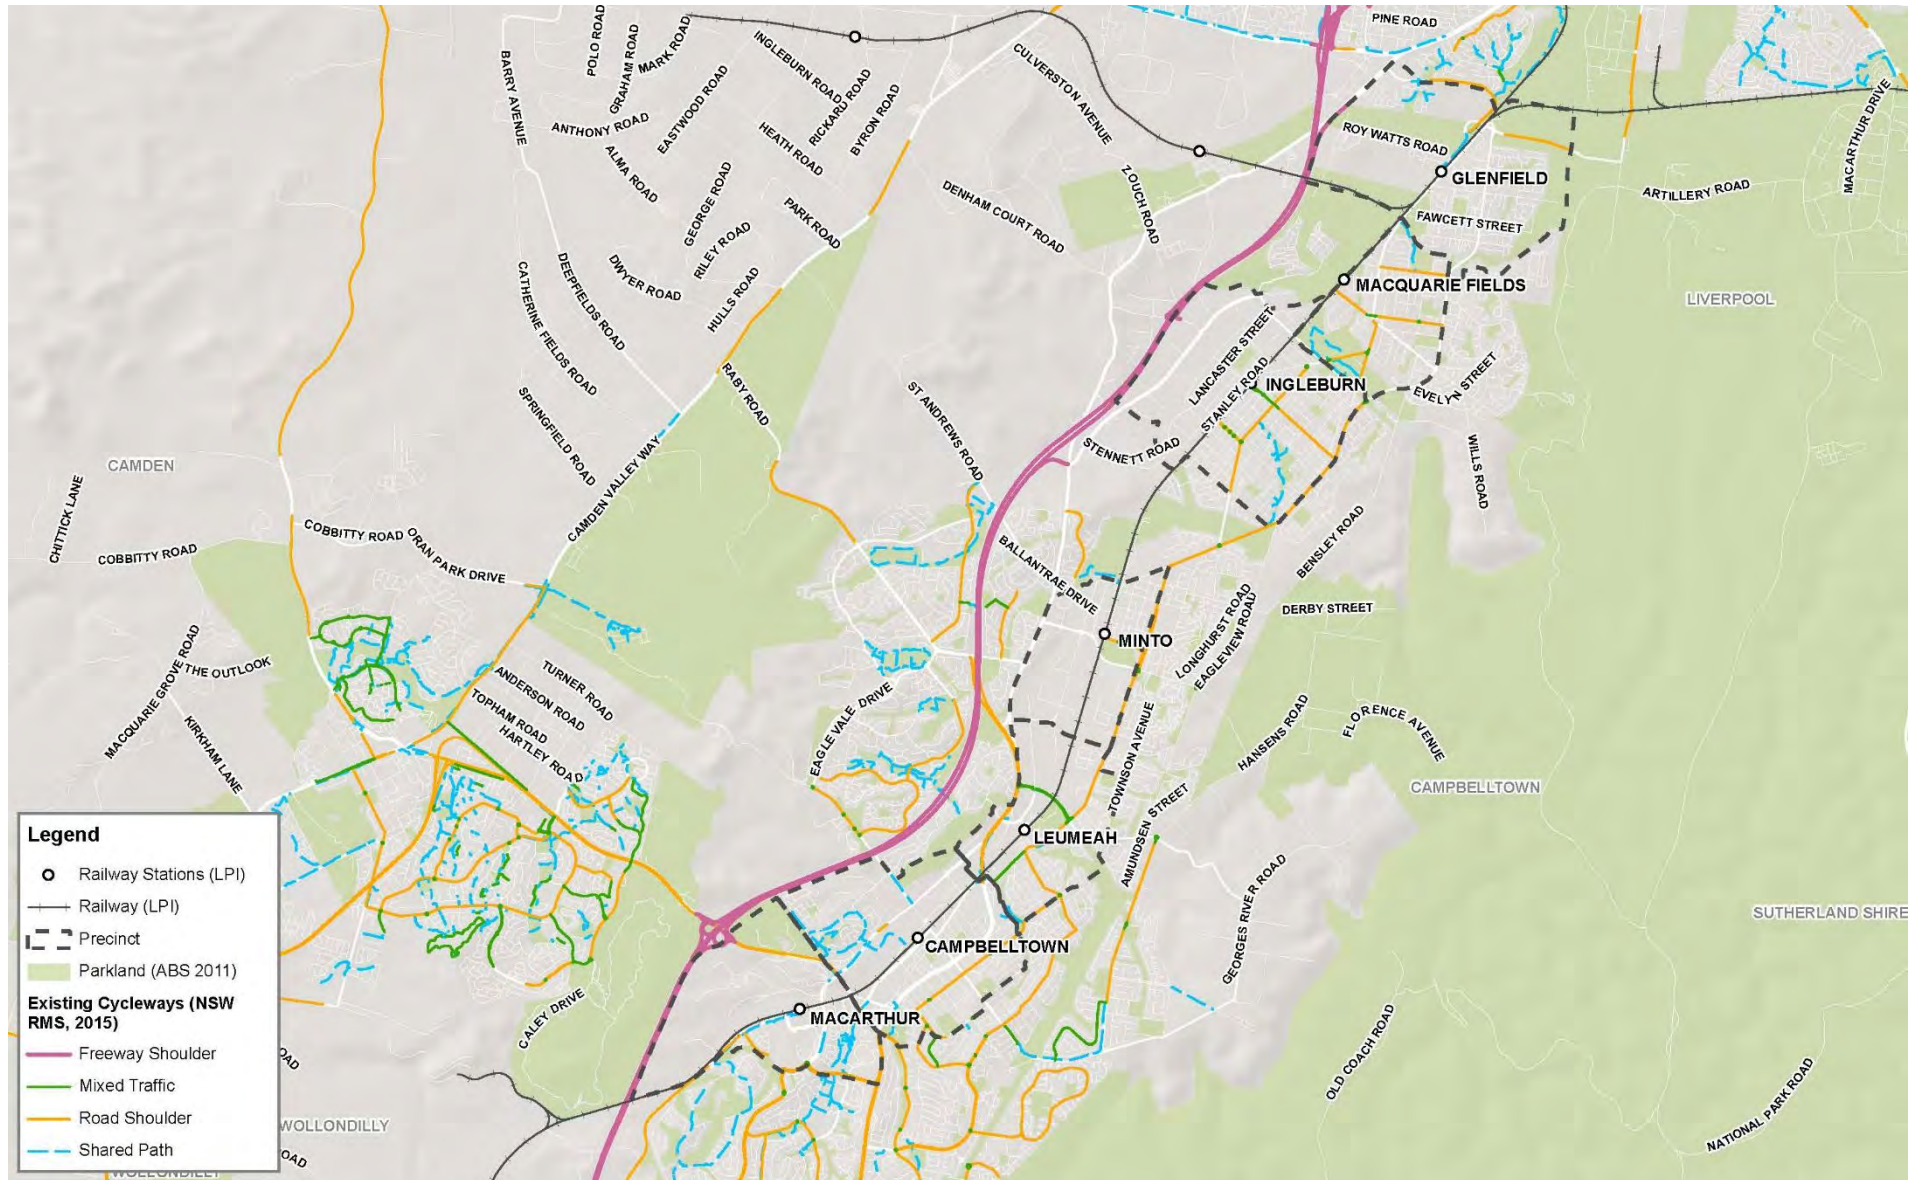 PINE ROAD
POLO ROAD
GRAHAM ROAD
MARK ROAD
BARRY AVENUE
INGLEBURN ROAD
RICKARD ROAD
BYRON ROAD
EASTWOOD ROAD
ANTHONY ROAD
HEATH ROAD
ALMA ROAD
CULVERSTON AVENUE
ROY WATTS ROAD
MACARTHUR DRIVE
GLENFIELD
ARTILLERY ROAD
GEORGE ROAD
PARK ROAD
DENHAM COURT ROAD
ZOUCH ROAD
FAWCETT STREET
RILEY ROAD
DWYER ROAD
DEEPFIELDS ROAD
CATHERINE FIELDS ROAD
HULLS ROAD
MACQUARIE FIELDS
LIVERPOOL
LANCASTER STREET
STANLEY ROAD
INGLEBURN
EVELYN STREET
RABY ROAD
ST ANDREWS ROAD
SPRINGFIELD ROAD
STENNETT ROAD
WILLS ROAD
CAMDEN
CHITTICK LANE
CAMDEN VALLEY WAY
COBBITTY ROAD
COBBITTY ROAD
ORAN PARK DRIVE
BALLANTRAE DRIVE
BENSLEY ROAD
DERBY STREET
LONGHURST ROAD
EAGLEVIEW ROAD
MINTO
MACQUARIE GROVE ROAD
THE OUTLOOK
KIRKHAM LANE
TURNER ROAD
ANDERSON ROAD
TOPHAM ROAD
HARTLEY ROAD
EAGLE VALE DRIVE
TOWNSON AVENUE
HANSENS ROAD
FLORENCE AVENUE
CAMPBELLTOWN
AMUNDSEN STREET
LEUMEAH
GEORGES RIVER ROAD
SUTHERLAND SHIRE
CAMPBELLTOWN
MACARTHUR
CALEY DRIVE
OLD COACH ROAD
NATIONAL PARK ROAD
OAD
WOLLONDILLY
OAD
WOLLONDILLY
Legend
Railway Stations (LPI)
Railway (LPI)
Precinct
Parkland (ABS 2011)
Existing Cycleways (NSW
RMS, 2015)
Freeway Shoulder
Mixed Traffic
Road Shoulder
Shared Path